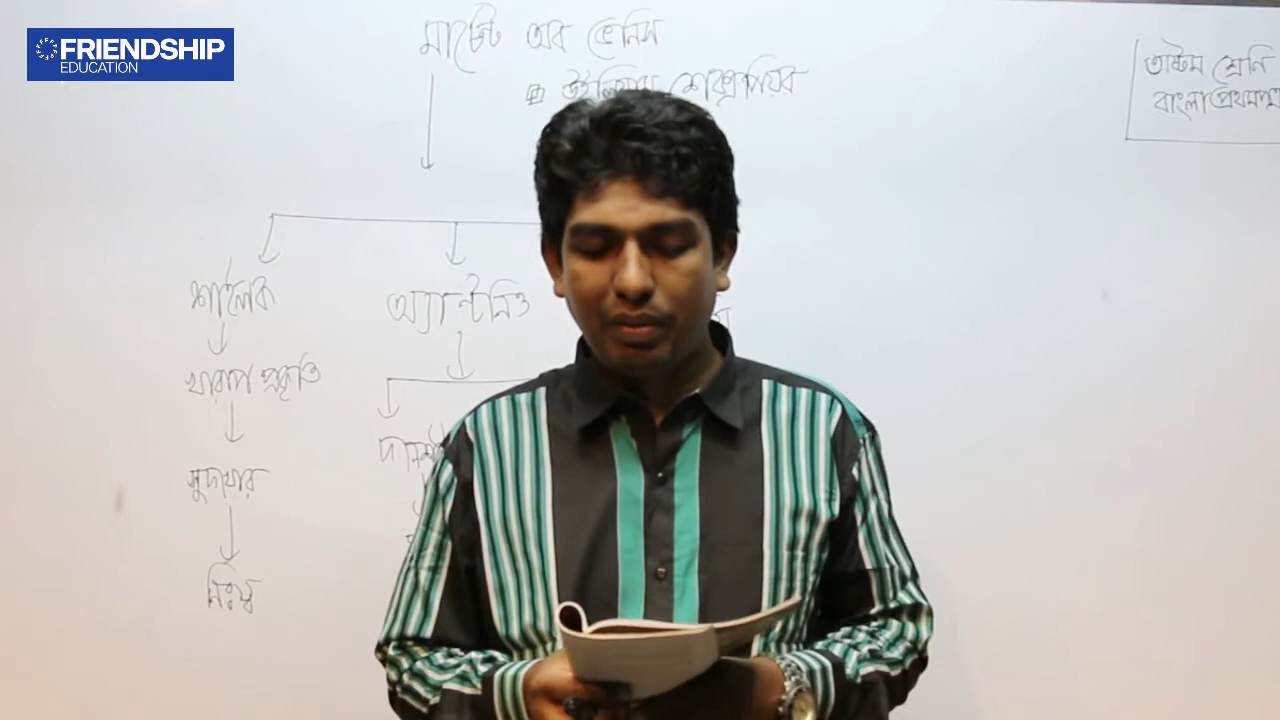 FRIENDSHIP
EDUCATION
মার্চেন্ট অব ভেনিস
উইলিয়াম শেক্সপিয়র
অষ্টম শ্রেণি
বাংলা প্রথমপত্র
শাইলক
অ্যান্টনিও
খারাপ প্রকৃতি
সুদখোর
নিঃস্ব